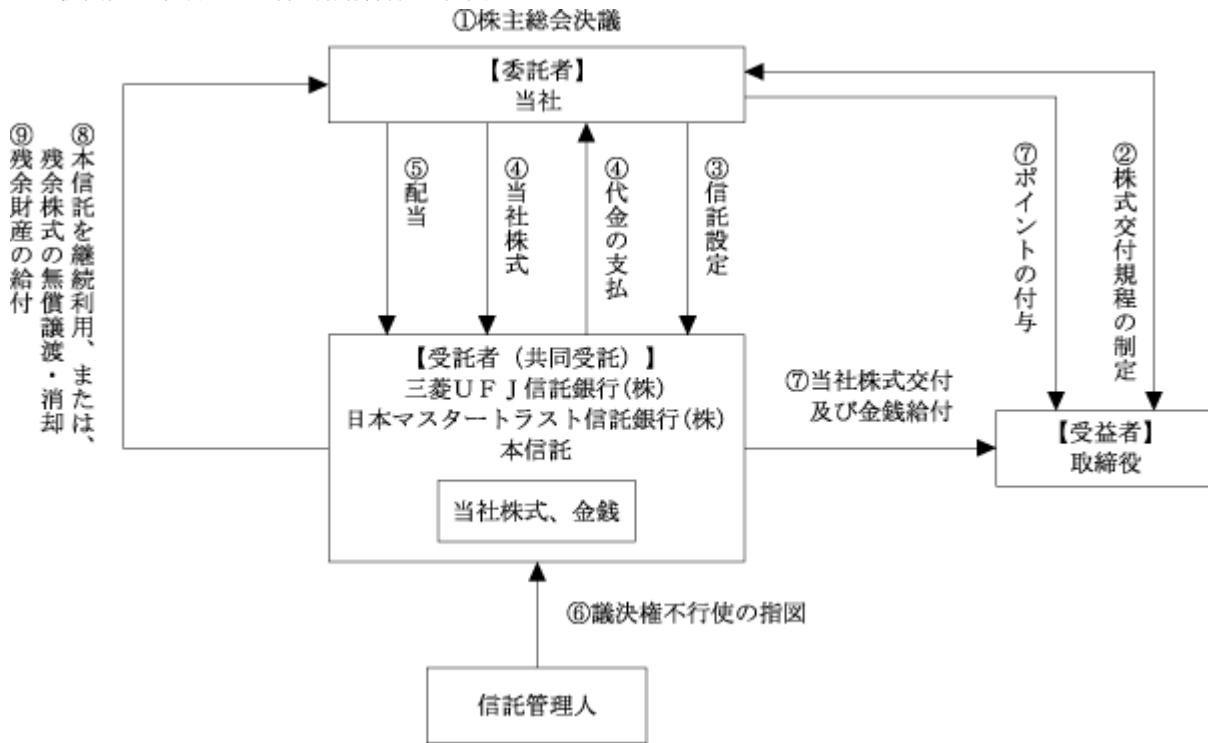 ①株主総会決議
【委託者】
当社
⑤配当
④当社株式
④代金の支払
③信託設定
⑦ポイントの付与
②株式交付規程の制定
⑧本信託を継続利用、または、
残余株式の無償譲渡・消却
⑨残余財産の給付
【受託者（共同受託）】
三菱ＵＦＪ信託銀行(株)
日本マスタートラスト信託銀行(株)
本信託
当社株式、金銭
⑦当社株式交付
及び金銭給付
【受益者】
取締役
⑥議決権不行使の指図
信託管理人